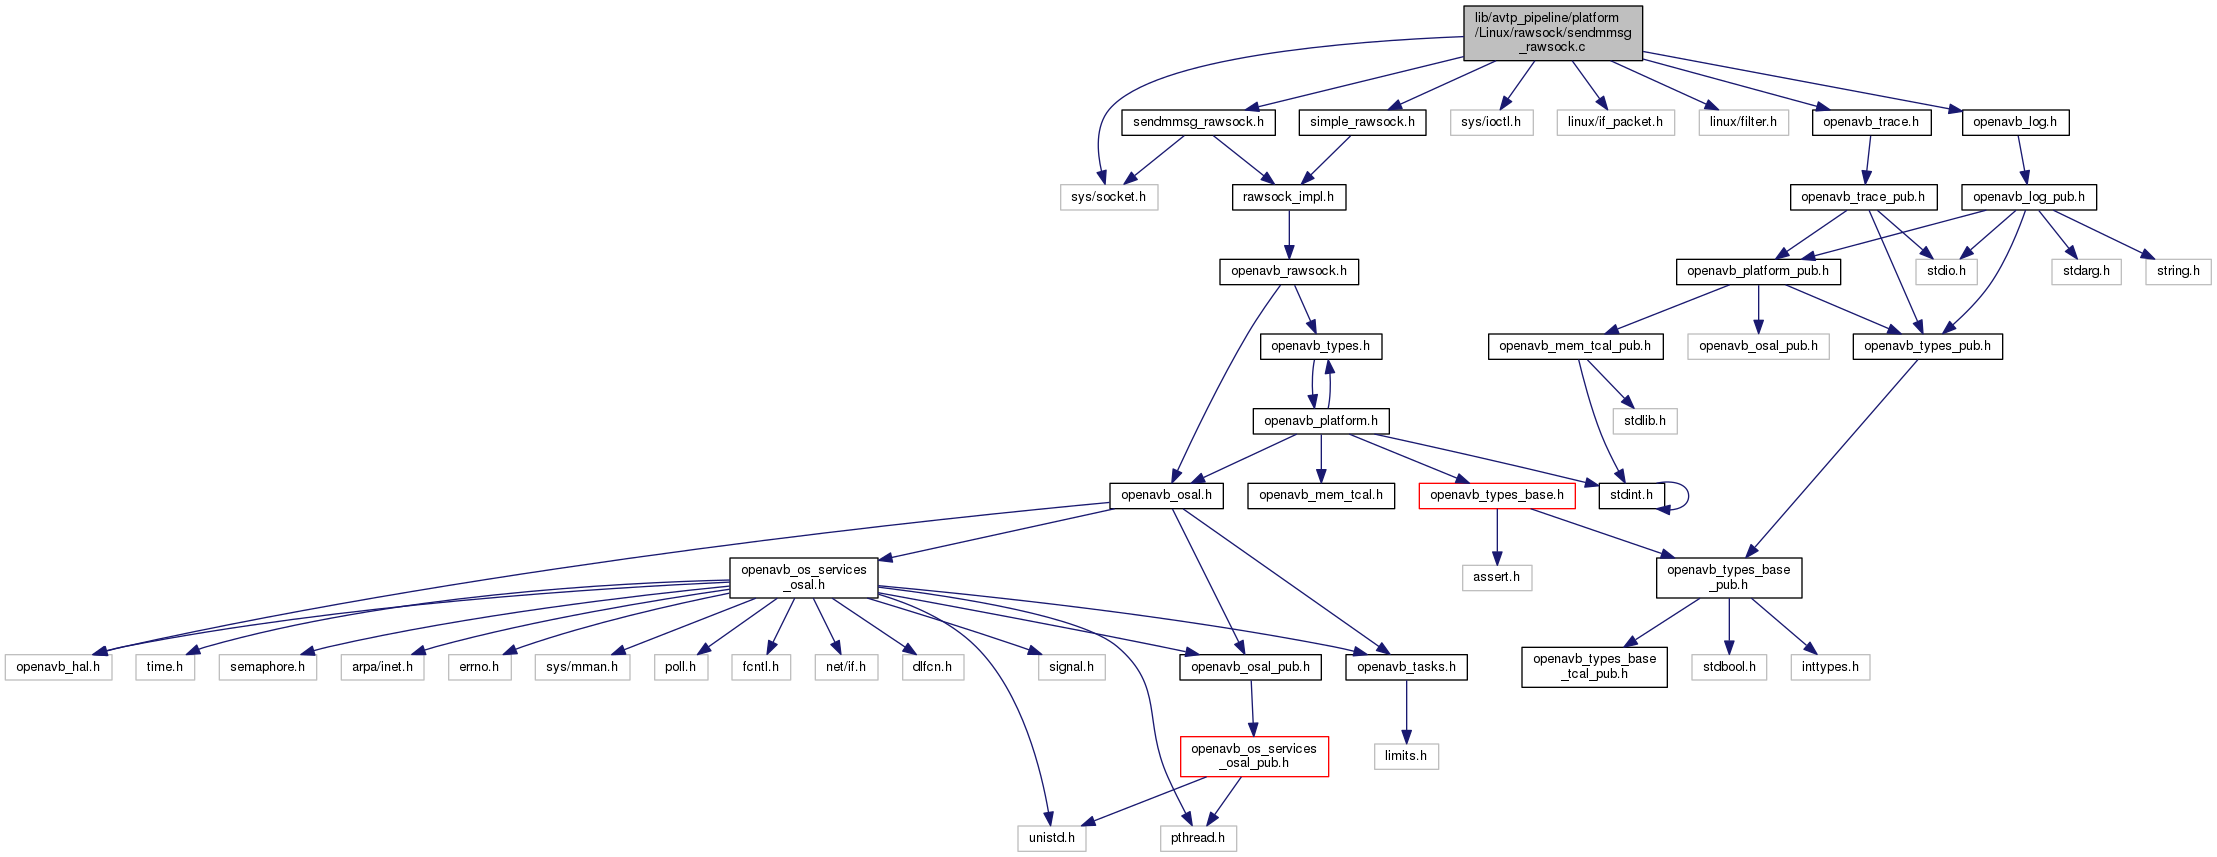 lib/avtp_pipeline/platform
/Linux/rawsock/sendmmsg
_rawsock.c
sendmmsg_rawsock.h
simple_rawsock.h
sys/ioctl.h
linux/if_packet.h
linux/filter.h
openavb_trace.h
openavb_log.h
sys/socket.h
rawsock_impl.h
openavb_trace_pub.h
openavb_log_pub.h
openavb_rawsock.h
openavb_platform_pub.h
stdio.h
stdarg.h
string.h
openavb_types.h
openavb_mem_tcal_pub.h
openavb_osal_pub.h
openavb_types_pub.h
openavb_platform.h
stdlib.h
openavb_osal.h
openavb_mem_tcal.h
openavb_types_base.h
stdint.h
openavb_os_services
_osal.h
assert.h
openavb_types_base
_pub.h
openavb_hal.h
time.h
semaphore.h
arpa/inet.h
errno.h
sys/mman.h
poll.h
fcntl.h
net/if.h
dlfcn.h
signal.h
openavb_osal_pub.h
openavb_tasks.h
openavb_types_base
_tcal_pub.h
stdbool.h
inttypes.h
openavb_os_services
_osal_pub.h
limits.h
unistd.h
pthread.h